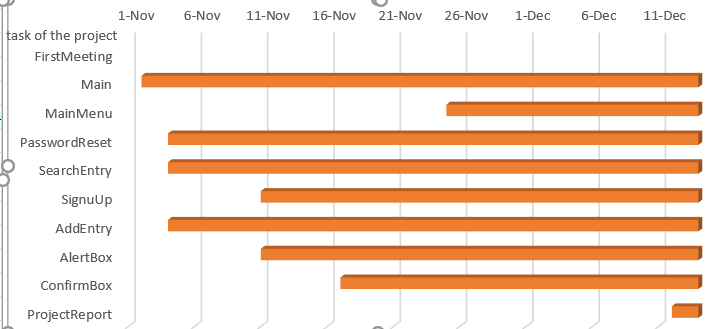 1-Nov 6-Nov 11-Nov 16-Nov 21-Nov 26-Nov 1-Dec 6-Dec 11-Dec
task of the project
FirstMeeting
Main
MainMenu
PasswordReset
SearchEntry
SignuUp
AddEntry
AlertBox
ConfirmBox
ProjectReport